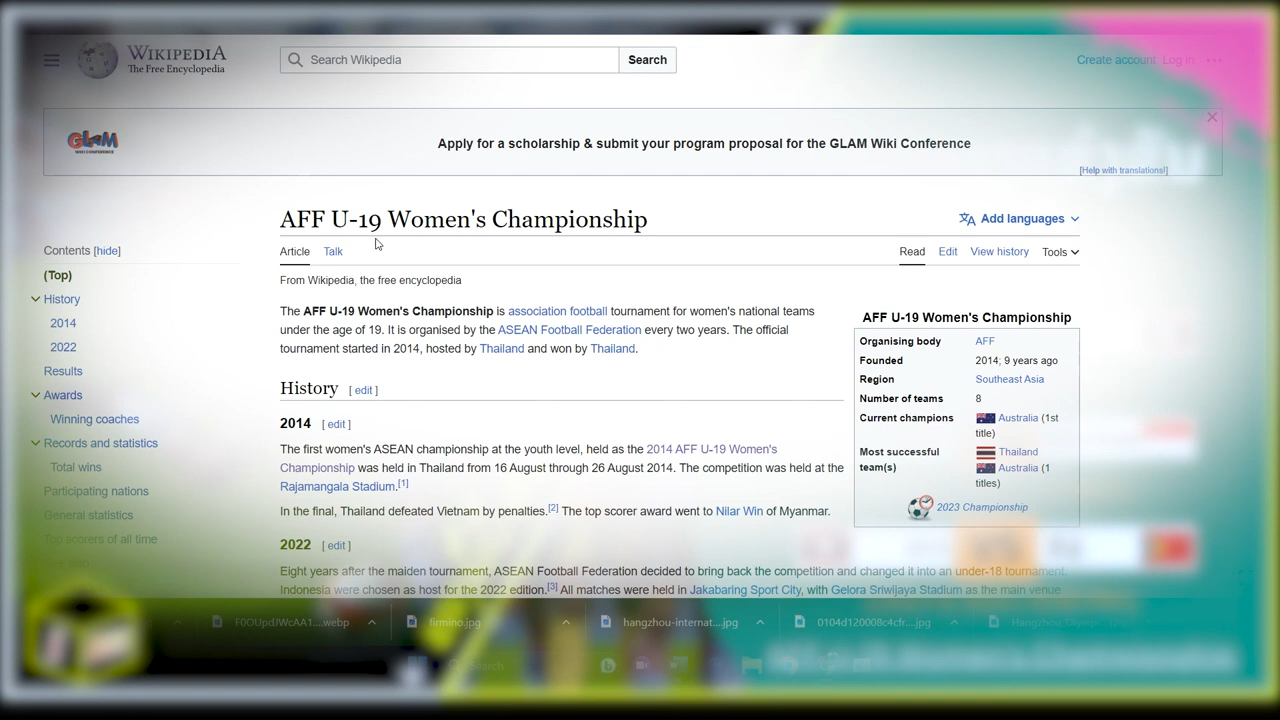 WIKIPEDIA
The Free Encyclopedia
Search Wikipedia
Search
Create account Log in
GLAM
WIKI CONFERENCE
Apply for a scholarship & submit your program proposal for the GLAM Wiki Conference
[Help with translations!]
AFF U-19 Women's Championship
Add languages
Contents [hide]
Article Talk
Read Edit View history Tools
(Top)
From Wikipedia, the free encyclopedia
History
2014
2022
Results
Awards
Winning coaches
Records and statistics
Total wins
Participating nations
General statistics
Top scorers of all time
The AFF U-19 Women's Championship is association football tournament for women's national teams
under the age of 19. It is organised by the ASEAN Football Federation every two years. The official
tournament started in 2014, hosted by Thailand and won by Thailand.
History [ edit ]
2014 [ edit ]
The first women's ASEAN championship at the youth level, held as the 2014 AFF U-19 Women's
Championship was held in Thailand from 16 August through 26 August 2014. The competition was held at the
Rajamangala Stadium.[1]
In the final, Thailand defeated Vietnam by penalties.[2] The top scorer award went to Nilar Win of Myanmar.
2022 [ edit ]
Eight years after the maiden tournament, ASEAN Football Federation decided to bring back the competition and changed it into an under-18 tournament.
Indonesia were chosen as host for the 2022 edition.[3] All matches were held in Jakabaring Sport City, with Gelora Sriwijaya Stadium as the main venue
AFF U-19 Women's Championship
Organising body AFF
Founded 2014; 9 years ago
Region Southeast Asia
Number of teams 8
Current champions Australia (1st
title)
Most successful Thailand
team(s) Australia (1
titles)
2023 Championship
F0OUpdJWcAA1....webp
firmino.jpg
hangzhou-internat....jpg
0104d120008c4cfr....jpg
Search